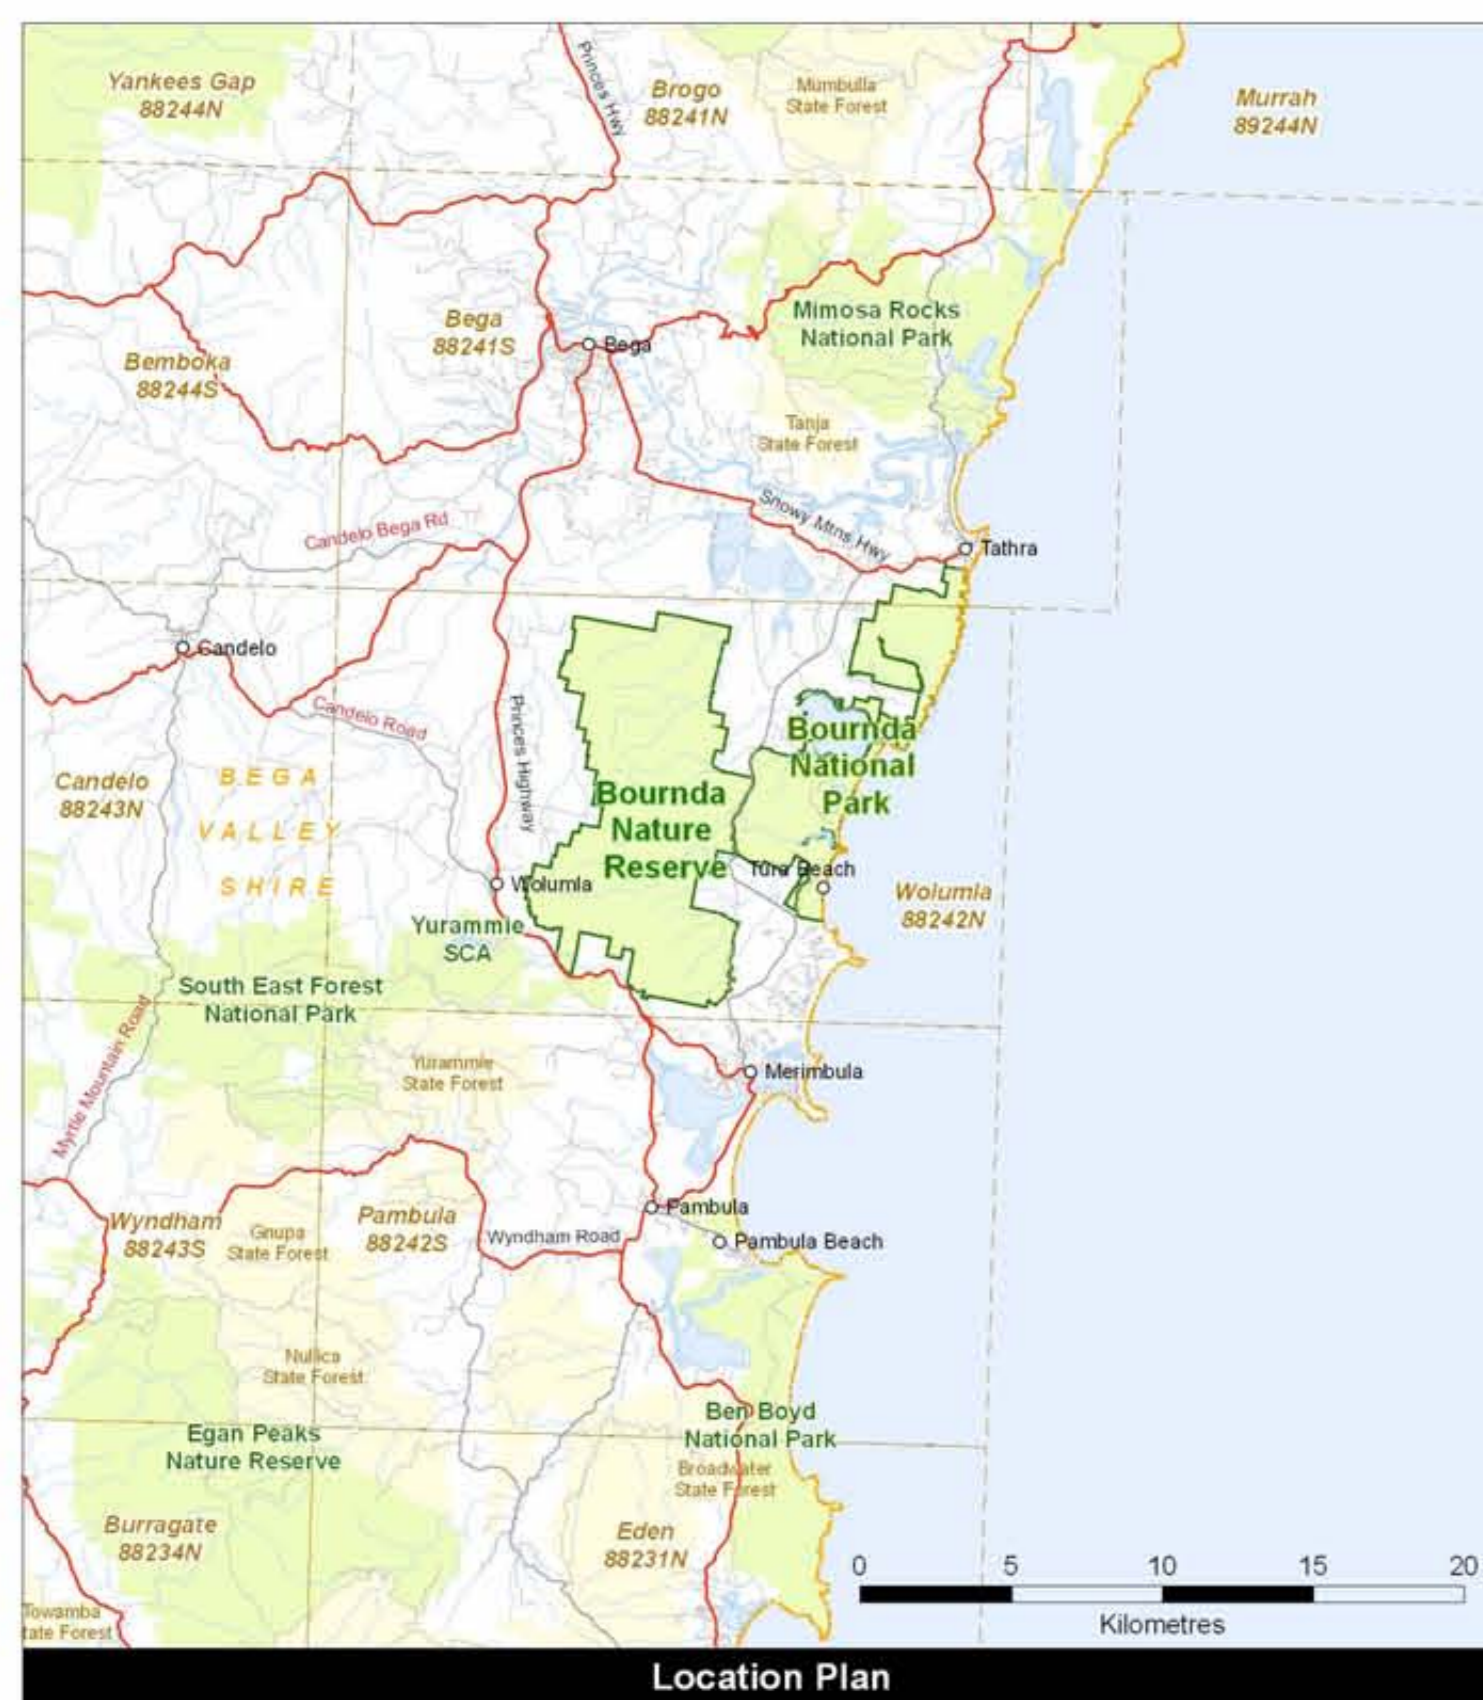 Yankees Gap
88244N
Princes Hwy
Brogo
88241N
Mumbulla
State Forest
Murrah
89244N
Bega
88241S
Bemboka
88244S
Bega
Mimosa Rocks
National Park
Tanja
State Forest
Candelo Bega Rd
Snowy Mtns Hwy
Tathra
Candelo
Candelo Road
Princes Highway
Bournda
National
Park
Candelo
88243N
BEGA
VALLEY
SHIRE
Bournda
Nature
Reserve
Tura Beach
Wolumla
Wolumla
88242N
Yurammie
SCA
South East Forest
National Park
Myrtle Mountain Road
Yurammie
State Forest
Merimbula
Wyndham
88243S
Gnupa
State Forest
Pambula
88242S
Wyndham Road
Pambula
Pambula Beach
Nullica
State Forest
Egan Peaks
Nature Reserve
Ben Boyd
National Park
Broadwater
State Forest
Burragate
88234N
Eden
88231N
Towamba
tate Forest
0 5 10 15 20
Kilometres
Location Plan